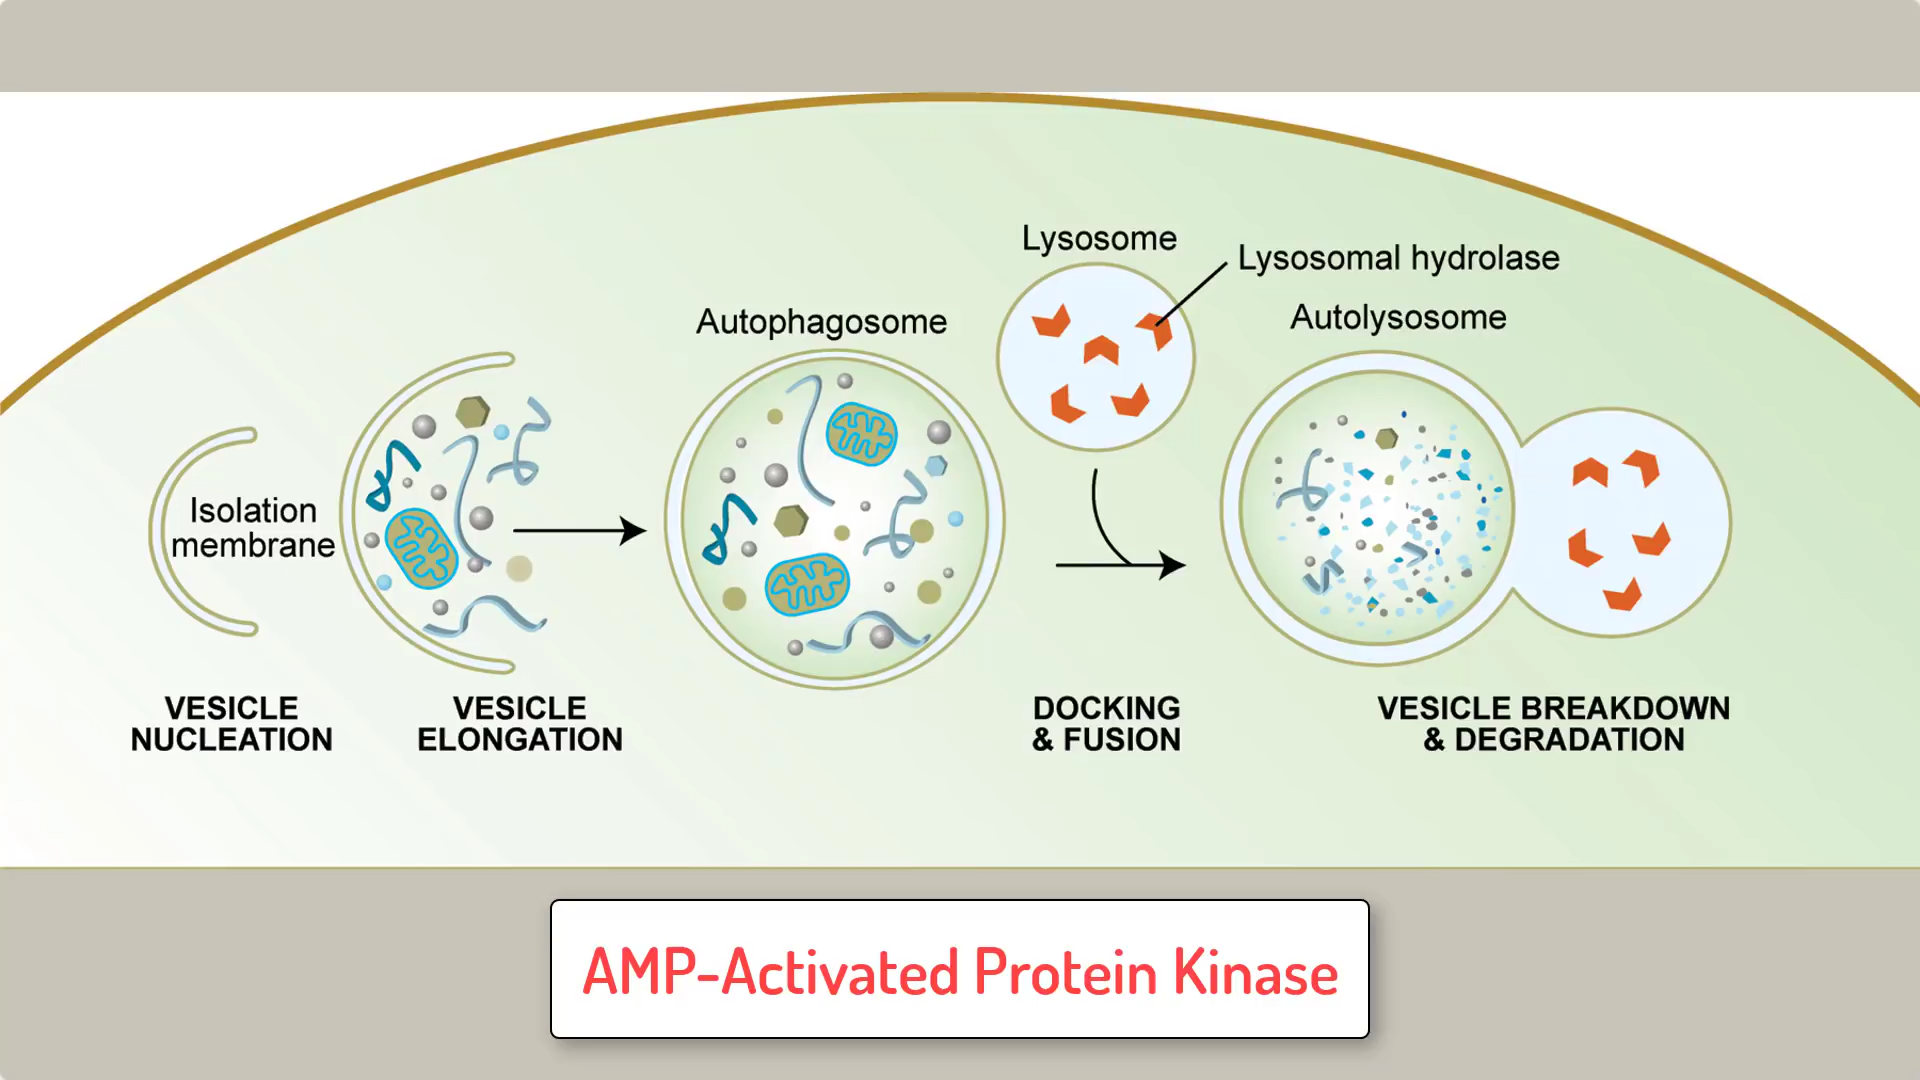 Lysosome
Lysosomal hydrolase
Autophagosome
Autolysosome
Isolation
membrane
VESICLE
NUCLEATION
VESICLE
ELONGATION
DOCKING
& FUSION
VESICLE BREAKDOWN
& DEGRADATION
AMP-Activated Protein Kinase